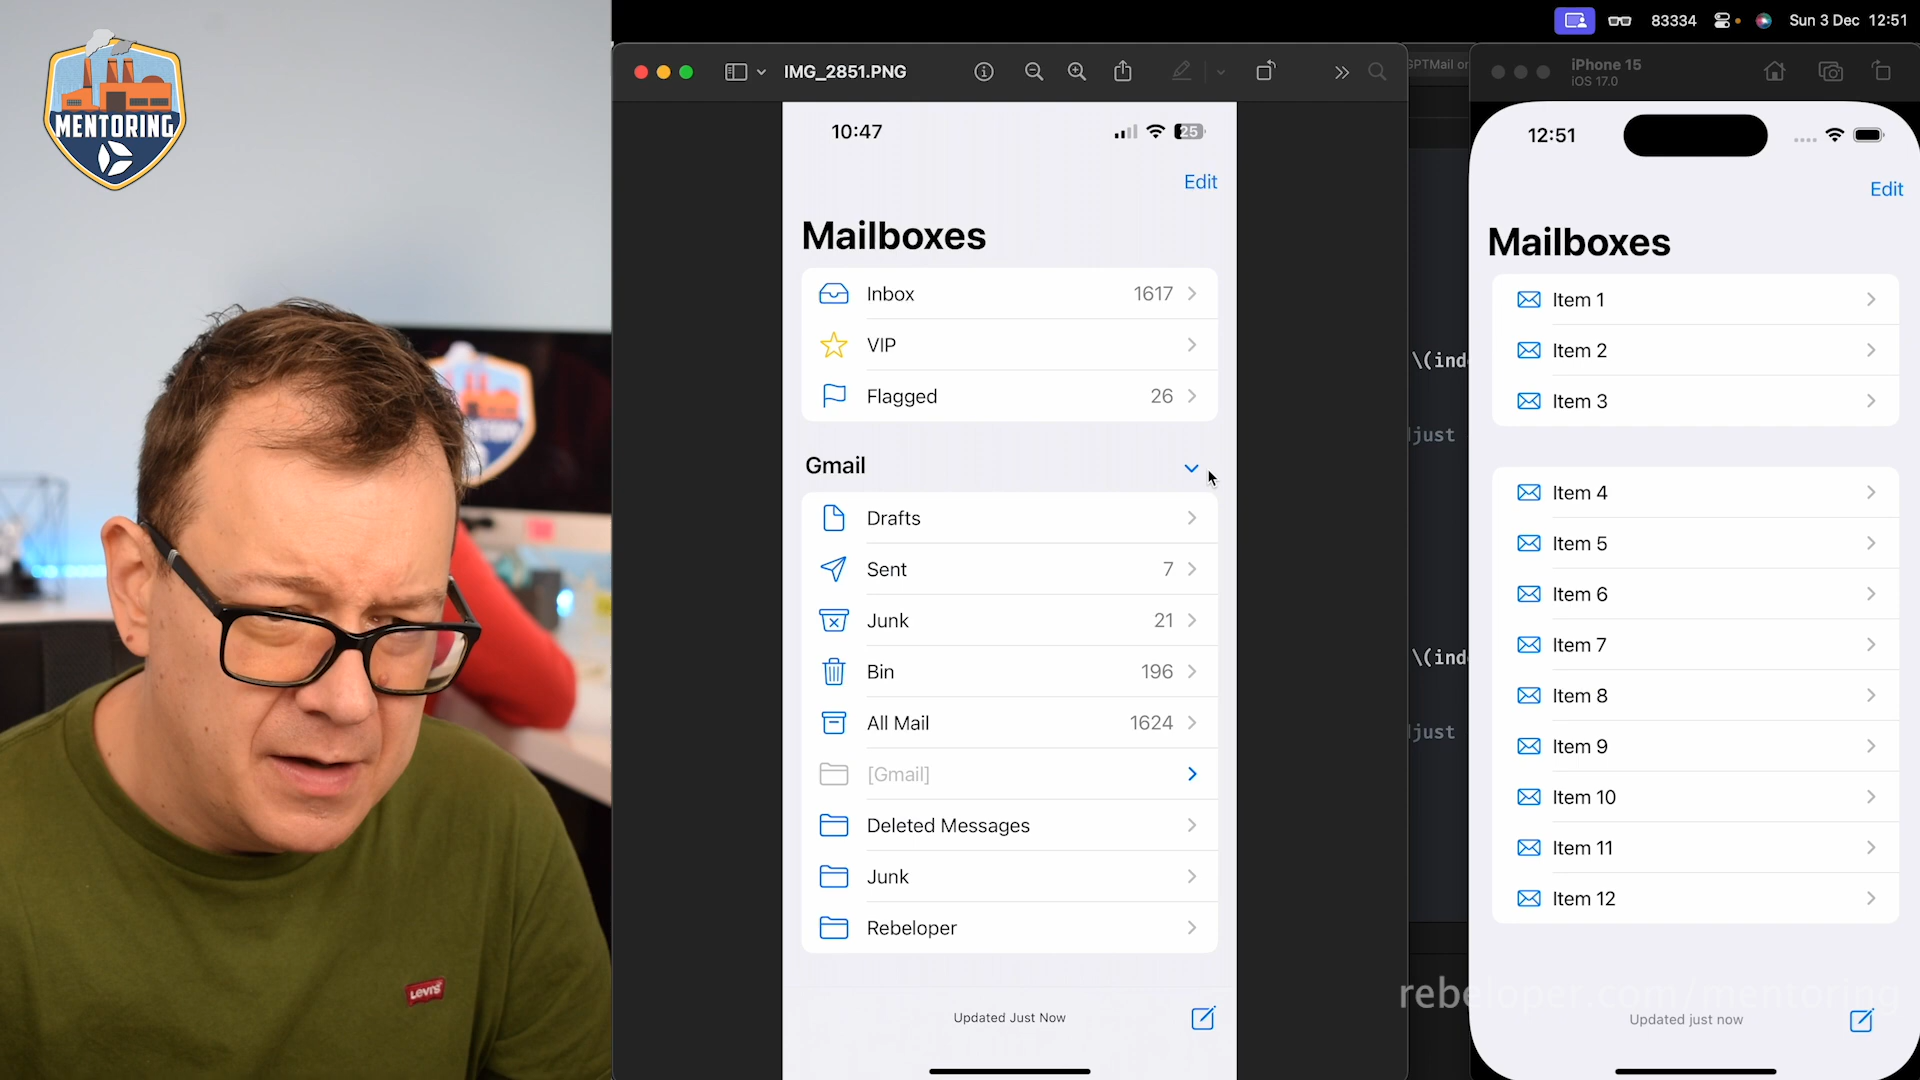 MENTORING
Levi's
83334
Sun 3 Dec 12:51
IMG_2851.PNG
10:47
25
Edit
Mailboxes
Inbox 1617
VIP
Flagged 26
Gmail
Drafts
Sent 7
Junk 21
Bin 196
All Mail 1624
[Gmail]
Deleted Messages
Junk
Rebeloper
Updated Just Now
GPTMail or
\(ind
just
\(ind
just
iPhone 15
iOS 17.0
12:51
Edit
Mailboxes
Item 1
Item 2
Item 3
Item 4
Item 5
Item 6
Item 7
Item 8
Item 9
Item 10
Item 11
Item 12
rebeloper.com/mentoring
Updated just now